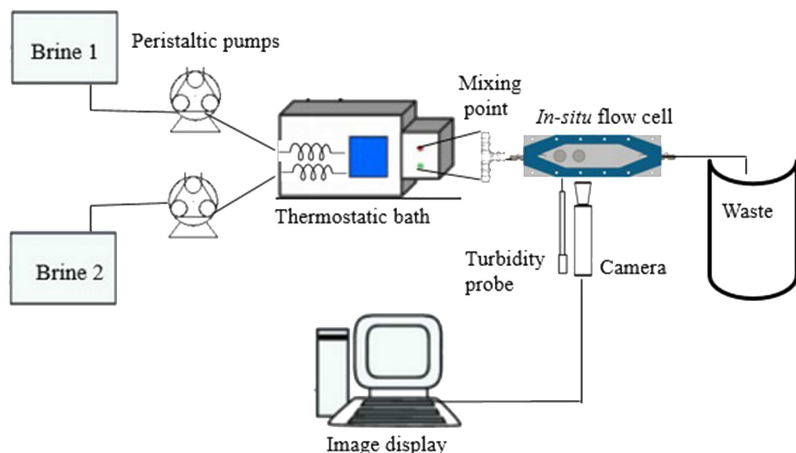 Brine 1
Peristaltic pumps
Mixing
point
In-situ flow cell
Thermostatic bath
Waste
Brine 2
Turbidity
probe
Camera
Image display